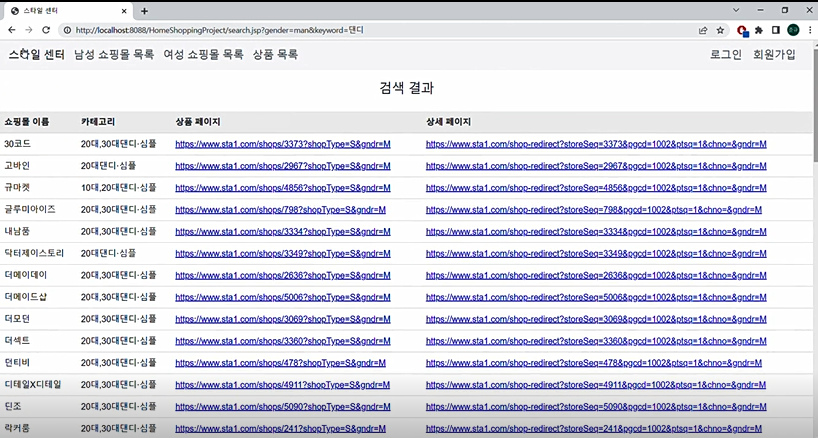 스타일 센터
http://localhost:8088/HomeShoppingProject/search.jsp?gender=man&keyword=댄디
스타일 센터 남성 쇼핑몰 목록 여성 쇼핑몰 목록 상품 목록 로그인 회원가입
검색 결과
쇼핑몰 이름 카테고리 상품 페이지 상세 페이지
30코드 20대,30대댄디·심플 https://www.sta1.com/shops/3373?shopType=S&gndr=M https://www.sta1.com/shop-redirect?storeSeq=3373&pgcd=1002&ptsq=1&chno=&gndr=M
고바인 20대댄디·심플 https://www.sta1.com/shops/2967?shopType=S&gndr=M https://www.sta1.com/shop-redirect?storeSeq=2967&pgcd=1002&ptsq=1&chno=&gndr=M
규마켓 10대,20대댄디·심플 https://www.sta1.com/shops/4856?shopType=S&gndr=M https://www.sta1.com/shop-redirect?storeSeq=4856&pgcd=1002&ptsq=1&chno=&gndr=M
글루미아이즈 20대,30대댄디·심플 https://www.sta1.com/shops/798?shopType=S&gndr=M https://www.sta1.com/shop-redirect?storeSeq=798&pgcd=1002&ptsq=1&chno=&gndr=M
내남품 20대,30대댄디·심플 https://www.sta1.com/shops/3334?shopType=S&gndr=M https://www.sta1.com/shop-redirect?storeSeq=3334&pgcd=1002&ptsq=1&chno=&gndr=M
닥터제이스토리 20대댄디·심플 https://www.sta1.com/shops/3349?shopType=S&gndr=M https://www.sta1.com/shop-redirect?storeSeq=3349&pgcd=1002&ptsq=1&chno=&gndr=M
더메이데이 20대,30대댄디·심플 https://www.sta1.com/shops/2636?shopType=S&gndr=M https://www.sta1.com/shop-redirect?storeSeq=2636&pgcd=1002&ptsq=1&chno=&gndr=M
더메이드샵 20대,30대댄디·심플 https://www.sta1.com/shops/5006?shopType=S&gndr=M https://www.sta1.com/shop-redirect?storeSeq=5006&pgcd=1002&ptsq=1&chno=&gndr=M
더모던 20대,30대댄디·심플 https://www.sta1.com/shops/3069?shopType=S&gndr=M https://www.sta1.com/shop-redirect?storeSeq=3069&pgcd=1002&ptsq=1&chno=&gndr=M
더섹트 20대,30대댄디·심플 https://www.sta1.com/shops/3360?shopType=S&gndr=M https://www.sta1.com/shop-redirect?storeSeq=3360&pgcd=1002&ptsq=1&chno=&gndr=M
던티비 20대,30대댄디·심플 https://www.sta1.com/shops/478?shopType=S&gndr=M https://www.sta1.com/shop-redirect?storeSeq=478&pgcd=1002&ptsq=1&chno=&gndr=M
디테일X디테일 20대,30대댄디·심플 https://www.sta1.com/shops/4911?shopType=S&gndr=M https://www.sta1.com/shop-redirect?storeSeq=4911&pgcd=1002&ptsq=1&chno=&gndr=M
딘조 20대,30대댄디·심플 https://www.sta1.com/shops/5090?shopType=S&gndr=M https://www.sta1.com/shop-redirect?storeSeq=5090&pgcd=1002&ptsq=1&chno=&gndr=M
락커룸 20대,30대댄디·심플 https://www.sta1.com/shops/241?shopType=S&gndr=M https://www.sta1.com/shop-redirect?storeSeq=241&pgcd=1002&ptsq=1&chno=&gndr=M